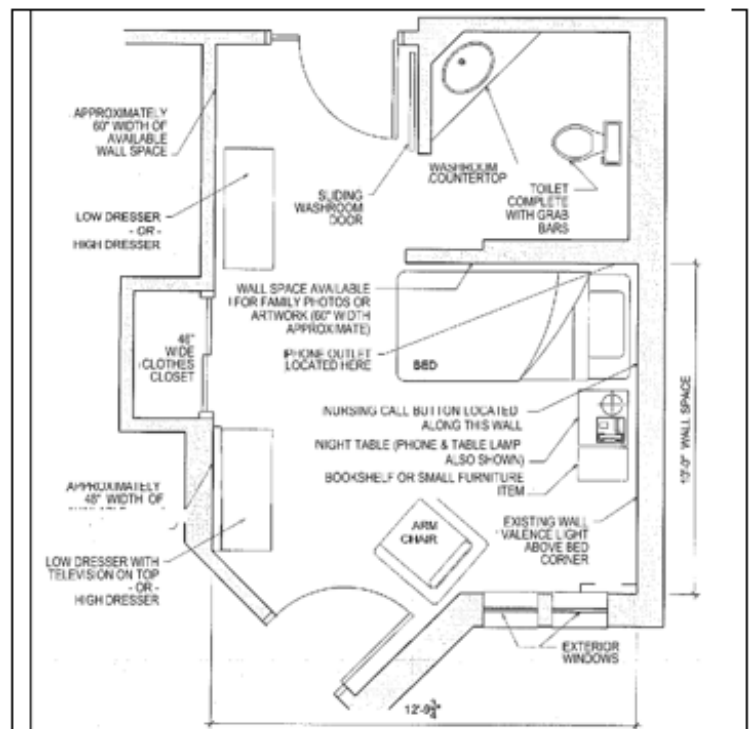 APPROXIMATELY
60" WIDTH OF
AVAILABLE
WALL SPACE
LOW DRESSER
- OR -
HIGH DRESSER
SLIDING
WASHROOM
DOOR
WASHROOM
COUNTERTOP
TOILET
COMPLETE
WITH GRAB
BARS
WALL SPACE AVAILABLE
FOR FAMILY PHOTOS OR
ARTWORK (60" WIDTH
APPROXIMATE)
PHONE OUTLET
LOCATED HERE
BED
48"
WIDE
CLOTHES
CLOSET
NURSING CALL BUTTON LOCATED
ALONG THIS WALL
NIGHT TABLE (PHONE & TABLE LAMP
ALSO SHOWN)
BOOKSHELF OR SMALL FURNITURE
ITEM
WALL SPACE
APPROXIMATELY
48" WIDTH OF
ARM
CHAIR
EXISTING WALL
VALENCE LIGHT
ABOVE BED
CORNER
LOW DRESSER WITH
TELEVISION ON TOP
- OR -
HIGH DRESSER
EXTERIOR
WINDOWS
12'-9¾"